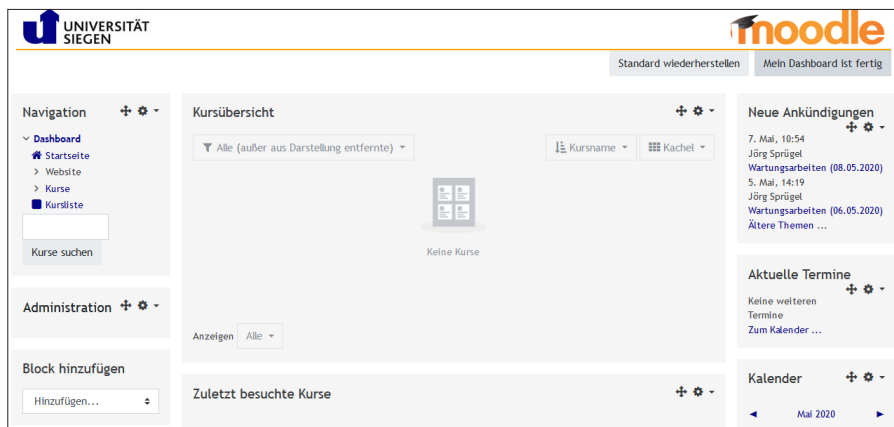 UNIVERSITÄT
SIEGEN
moodle
Standard wiederherstellen
Mein Dashboard ist fertig
Navigation
Dashboard
Startseite
Website
Kurse
Kursliste
Kurse suchen
Administration
Block hinzufügen
Hinzufügen...
Kursübersicht
Alle (außer aus Darstellung entfernte)
Kursname
Kachel
Keine Kurse
Anzeigen Alle
Zuletzt besuchte Kurse
Neue Ankündigungen
7. Mai, 10:54
Jörg Sprügel
Wartungsarbeiten (08.05.2020)
5. Mai, 14:19
Jörg Sprügel
Wartungsarbeiten (06.05.2020)
Ältere Themen ...
Aktuelle Termine
Keine weiteren
Termine
Zum Kalender ...
Kalender
Mai 2020